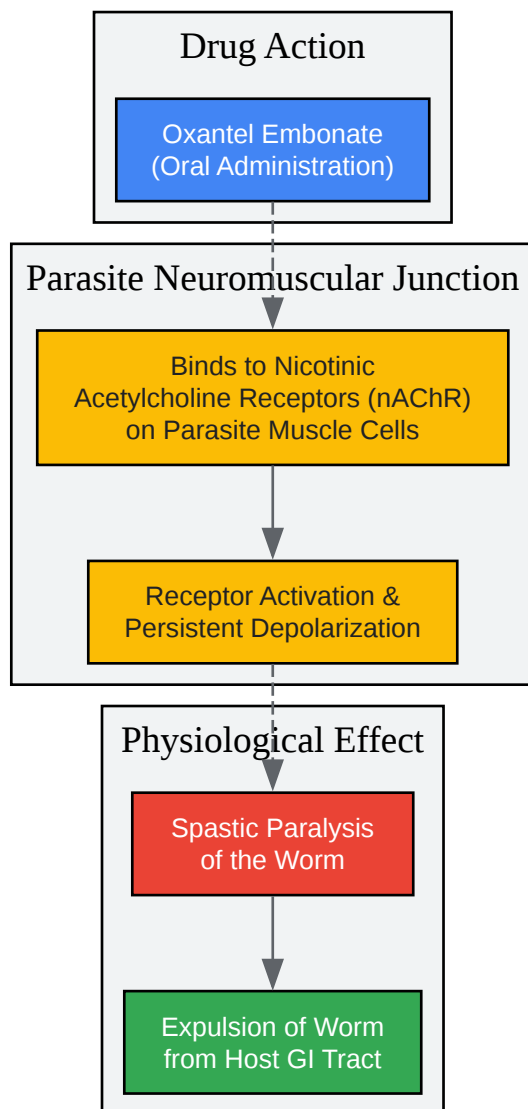 Drug Action
Oxantel Embonate
(Oral Administration)
Parasite Neuromuscular Junction
Binds to Nicotinic
Acetylcholine Receptors (nAChR)
on Parasite Muscle Cells
Receptor Activation &
Persistent Depolarization
Physiological Effect
Spastic Paralysis
of the Worm
Expulsion of Worm
from Host GI Tract